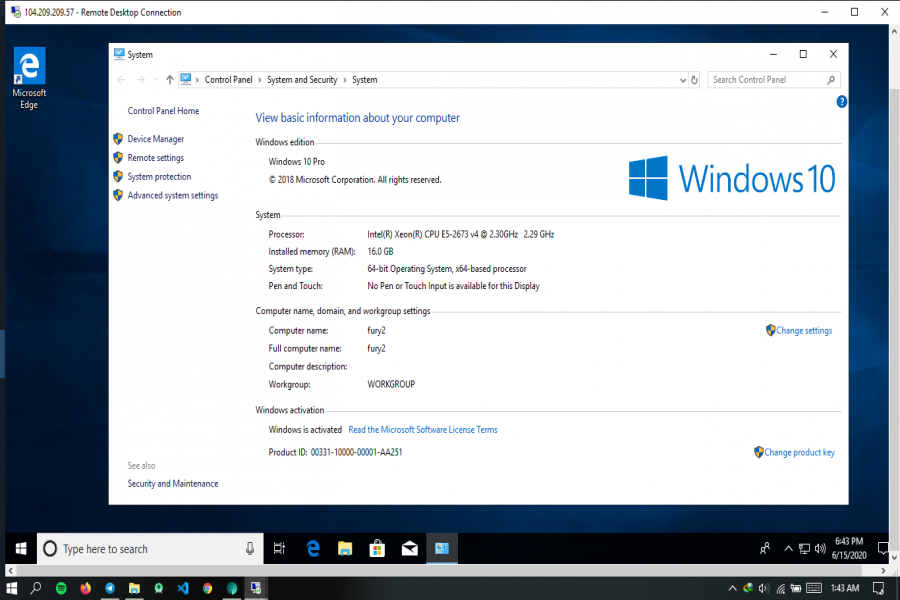 104.209.209.57 - Remote Desktop Connection
System
Control Panel > System and Security > System
Search Control Panel
Microsoft
Edge
Control Panel Home
Device Manager
Remote settings
System protection
Advanced system settings
?
View basic information about your computer
Windows edition
Windows 10 Pro
© 2018 Microsoft Corporation. All rights reserved.
Windows 10
System
Processor: Intel(R) Xeon(R) CPU E5-2673 v4 @ 2.30GHz 2.29 GHz
Installed memory (RAM): 16.0 GB
System type: 64-bit Operating System, x64-based processor
Pen and Touch: No Pen or Touch Input is available for this Display
Computer name, domain, and workgroup settings
Computer name: fury2
Change settings
Full computer name: fury2
Computer description:
Workgroup: WORKGROUP
Windows activation
Windows is activated Read the Microsoft Software License Terms
Product ID: 00331-10000-00001-AA251
Change product key
See also
Security and Maintenance
Type here to search
6:43 PM
6/15/2020
1:43 AM